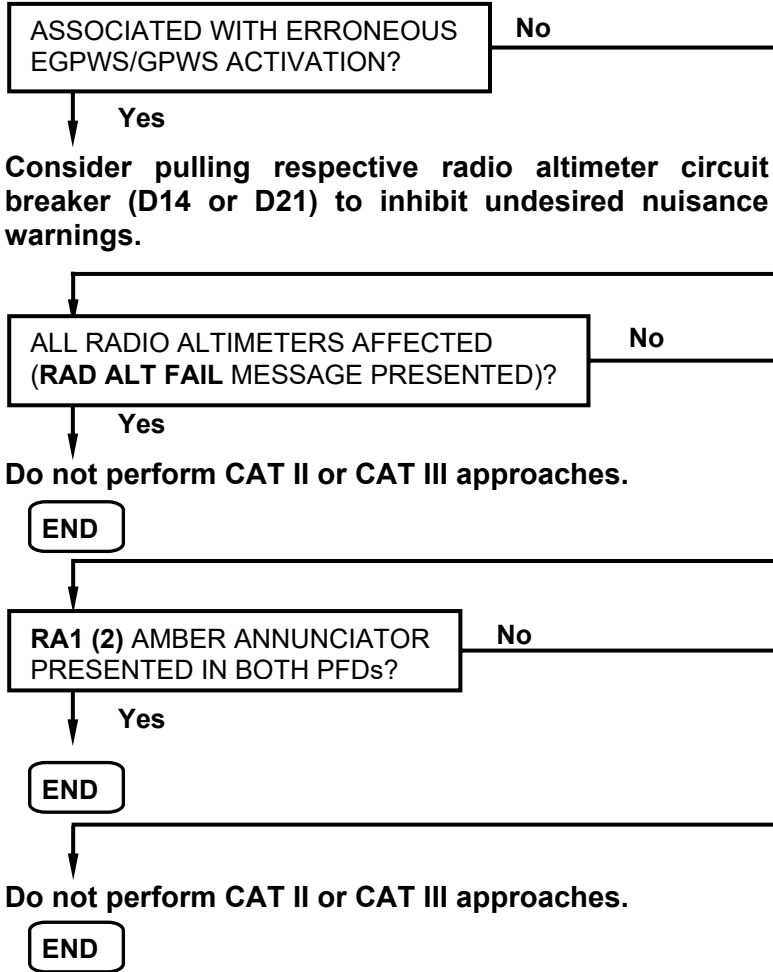 ASSOCIATED WITH ERRONEOUS
EGPWS/GPWS ACTIVATION?
No
Yes
Consider pulling respective radio altimeter circuit
breaker (D14 or D21) to inhibit undesired nuisance
warnings.
ALL RADIO ALTIMETERS AFFECTED
(RAD ALT FAIL MESSAGE PRESENTED)?
No
Yes
Do not perform CAT II or CAT III approaches.
END
RA1 (2) AMBER ANNUNCIATOR
PRESENTED IN BOTH PFDs?
No
Yes
END
Do not perform CAT II or CAT III approaches.
END